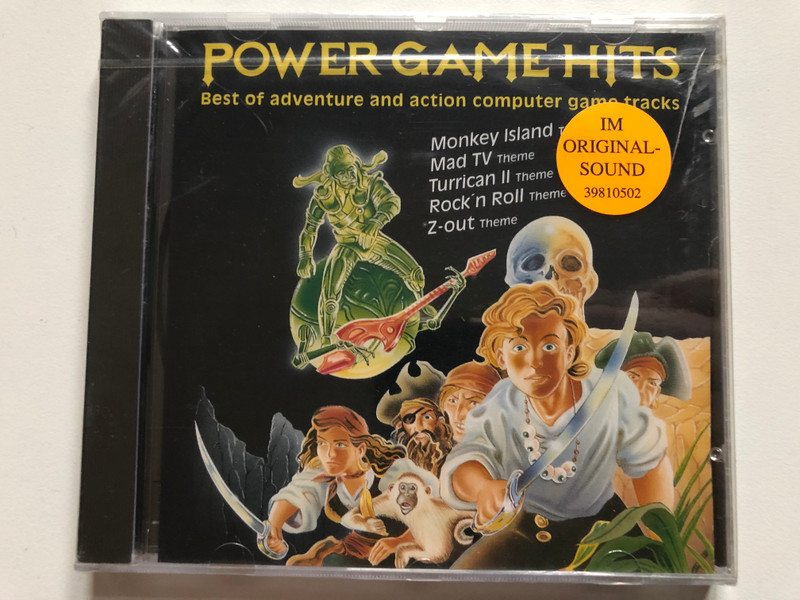 POWER GAME HITS
Best of adventure and action computer game tracks
Monkey Island
Mad TV Theme
Turrican II Theme
Rock'n Roll Theme
Z-out Theme
IM
ORIGINAL-
SOUND
39810502